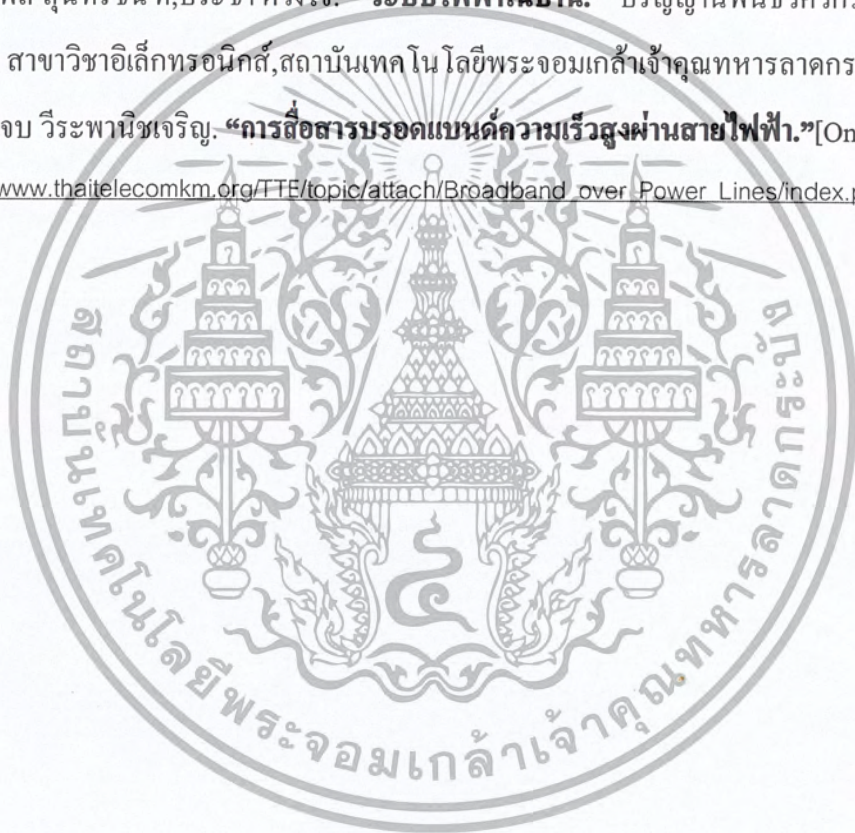 สาขาวิชาอิเล็กทรอนิกส์,สถาบันเทคโนโลยีพระจอมเกล้าเจ้าคุณทหารลาดกระ
จบ วีระพานิชเจริญ. “การสื่อสารบรอดแบนด์ความเร็วสูงผ่านสายไฟฟ้า.”[On
www.thaitelecomkm.org/TTE/topic/attach/Broadband_over_Power_Lines/index.p
สถาบันเทคโนโลยีพระจอมเกล้าเจ้าคุณทหารลาดกระบัง